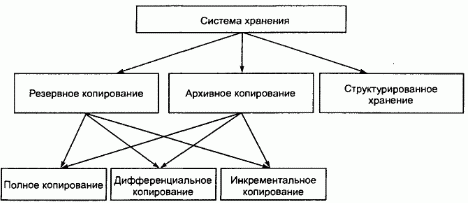 Система хранения
Резервное копирование
Архивное копирование
Структурированное
хранение
Полное копирование
Дифференциальное
копирование
Инкрементальное
копирование